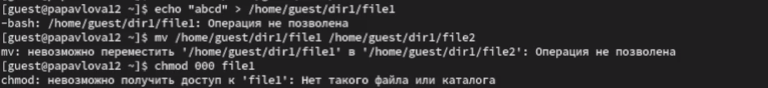 [guest@papavlova12 ~]$ echo "abcd" > /home/guest/dir1/file1
-bash: /home/guest/dir1/file1: Операция не позволена
[guest@papavlova12 ~]$ mv /home/guest/dir1/file1 /home/guest/dir1/file2
mv: невозможно переместить '/home/guest/dir1/file1' в '/home/guest/dir1/file2': Операция не позволена
[guest@papavlova12 ~]$ chmod 000 file1
chmod: невозможно получить доступ к 'file1': Нет такого файла или каталога